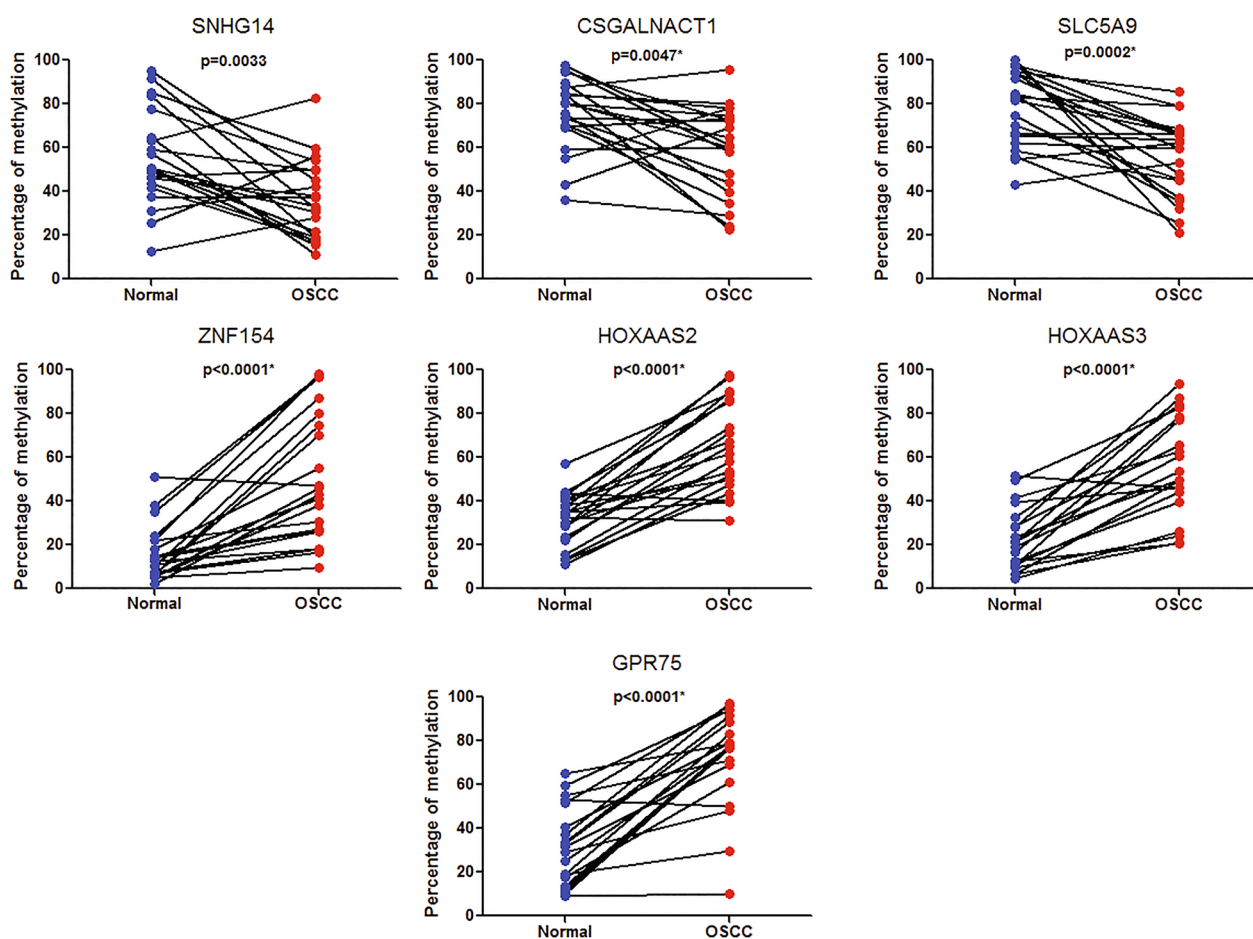 SNHG14
p=0.0033
Percentage of methylation
100
80
60
40
20
0
Normal OSCC
CSGALNACT1
p=0.0047*
Percentage of methylation
100
80
60
40
20
0
Normal OSCC
SLC5A9
p=0.0002*
Percentage of methylation
100
80
60
40
20
0
Normal OSCC
ZNF154
p<0.0001*
Percentage of methylation
100
80
60
40
20
0
Normal OSCC
HOXAAS2
p<0.0001*
Percentage of methylation
100
80
60
40
20
0
Normal OSCC
HOXAAS3
p<0.0001*
Percentage of methylation
100
80
60
40
20
0
Normal OSCC
GPR75
p<0.0001*
Percentage of methylation
100
80
60
40
20
0
Normal OSCC